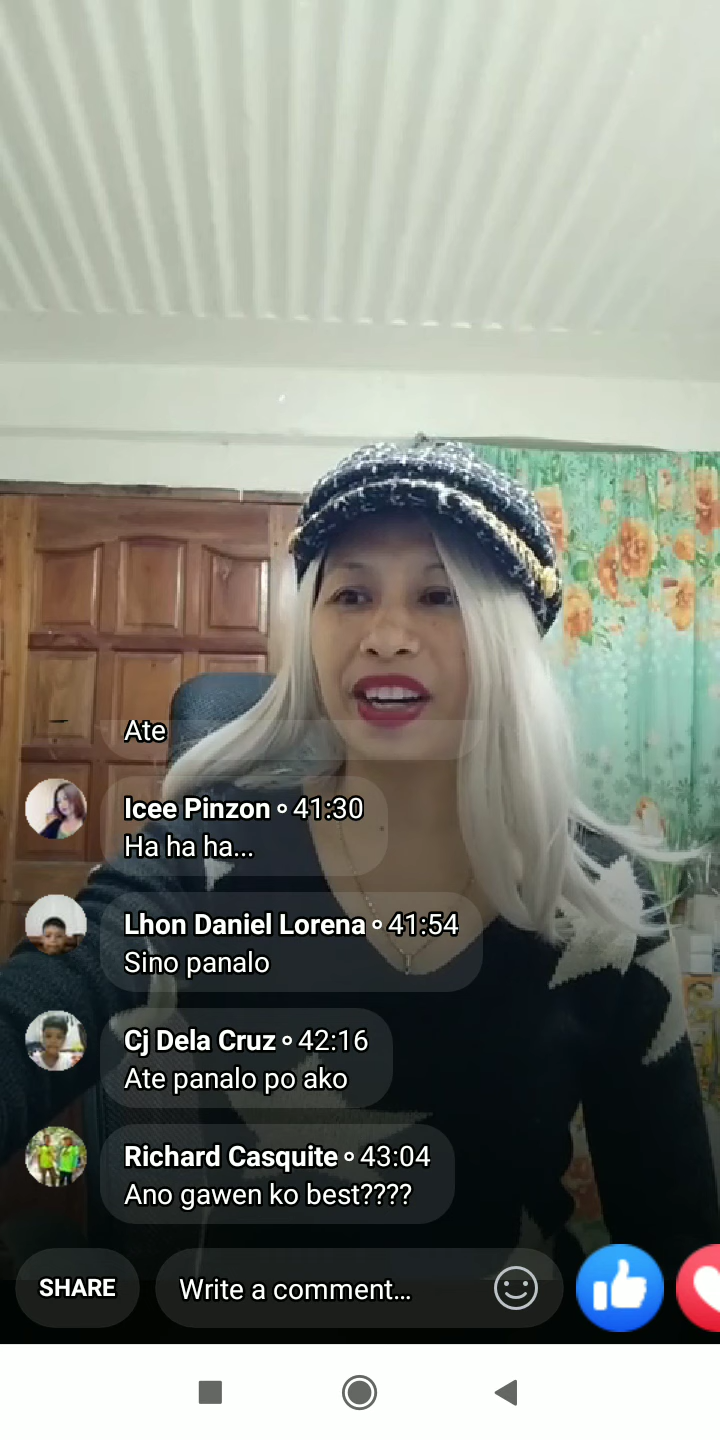 Ate
Icee Pinzon ∘ 41:30
Ha ha ha...
Lhon Daniel Lorena ∘ 41:54
Sino panalo
Cj Dela Cruz ∘ 42:16
Ate panalo po ako
Richard Casquite ∘ 43:04
Ano gawen ko best????
SHARE
Write a comment...